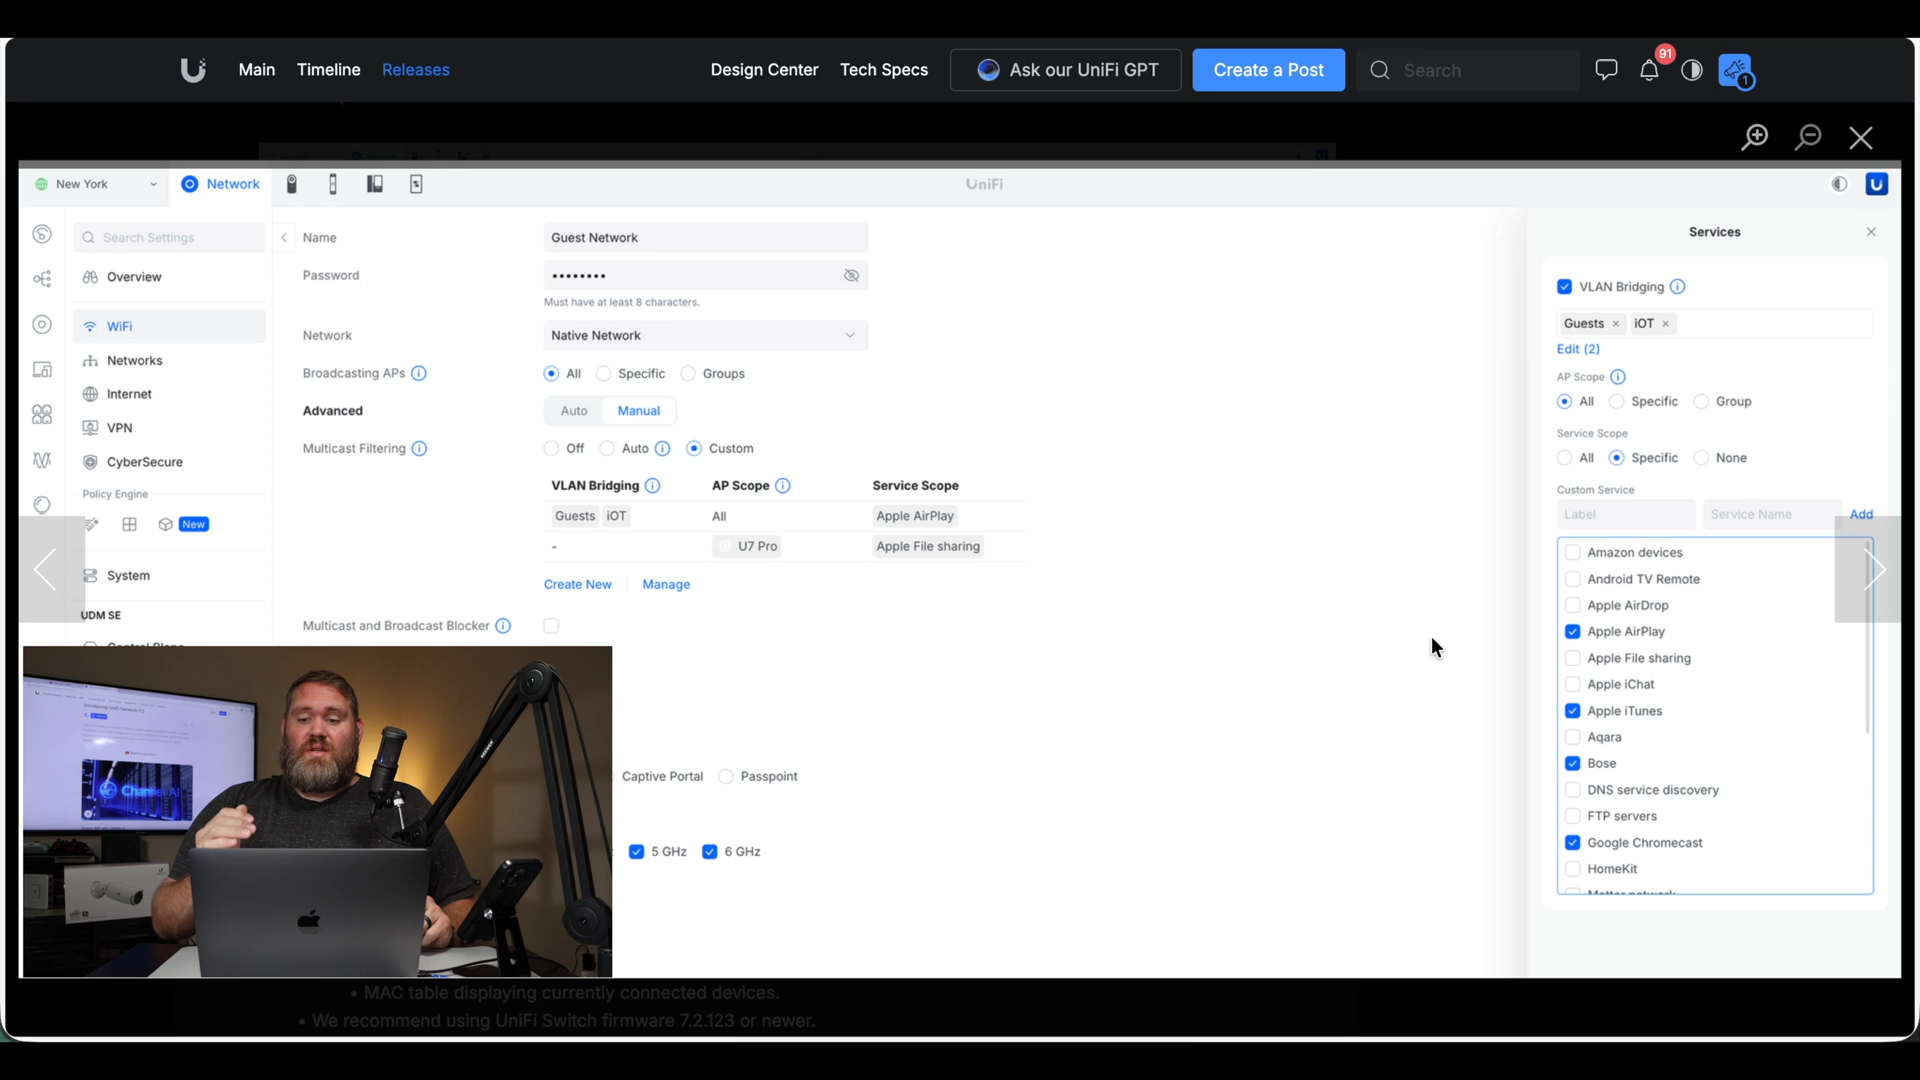 Main Timeline Releases Design Center Tech Specs Ask our UniFi GPT Create a Post Search 91 1
New York Network UniFi
Search Settings
Overview
WiFi
Networks
Internet
VPN
CyberSecure
Policy Engine
New
System
UDM SE
Control Plane
Name Guest Network
Password ••••••••
Must have at least 8 characters.
Network Native Network
Broadcasting APs All Specific Groups
Advanced Auto Manual
Multicast Filtering Off Auto Custom
VLAN Bridging AP Scope Service Scope
Guests iOT All Apple AirPlay
- U7 Pro Apple File sharing
Create New Manage
Multicast and Broadcast Blocker
Captive Portal Passpoint
5 GHz 6 GHz
Services
VLAN Bridging
Guests × iOT ×
Edit (2)
AP Scope
All Specific Group
Service Scope
All Specific None
Custom Service
Label Service Name Add
Amazon devices
Android TV Remote
Apple AirDrop
Apple AirPlay
Apple File sharing
Apple iChat
Apple iTunes
Aqara
Bose
DNS service discovery
FTP servers
Google Chromecast
HomeKit
Matter network
• MAC table displaying currently connected devices.
• We recommend using UniFi Switch firmware 7.2.123 or newer.